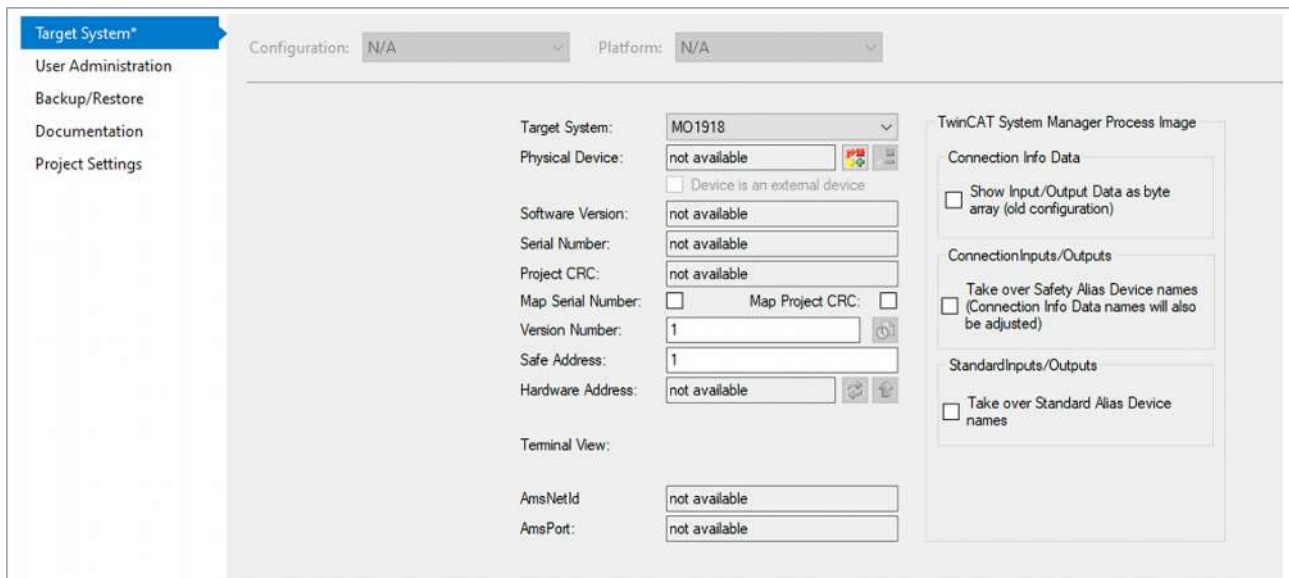 Target System*
User Administration
Backup/Restore
Documentation
Project Settings
Configuration: N/A
Platform: N/A
Target System: MO1918
Physical Device: not available
Device is an external device
Software Version: not available
Serial Number: not available
Project CRC: not available
Map Serial Number:
Map Project CRC:
Version Number: 1
Safe Address: 1
Hardware Address: not available
Terminal View:
AmsNetId not available
AmsPort: not available
TwinCAT System Manager Process Image
Connection Info Data
Show Input/Output Data as byte
array (old configuration)
ConnectionInputs/Outputs
Take over Safety Alias Device names
(Connection Info Data names will also
be adjusted)
StandardInputs/Outputs
Take over Standard Alias Device
names